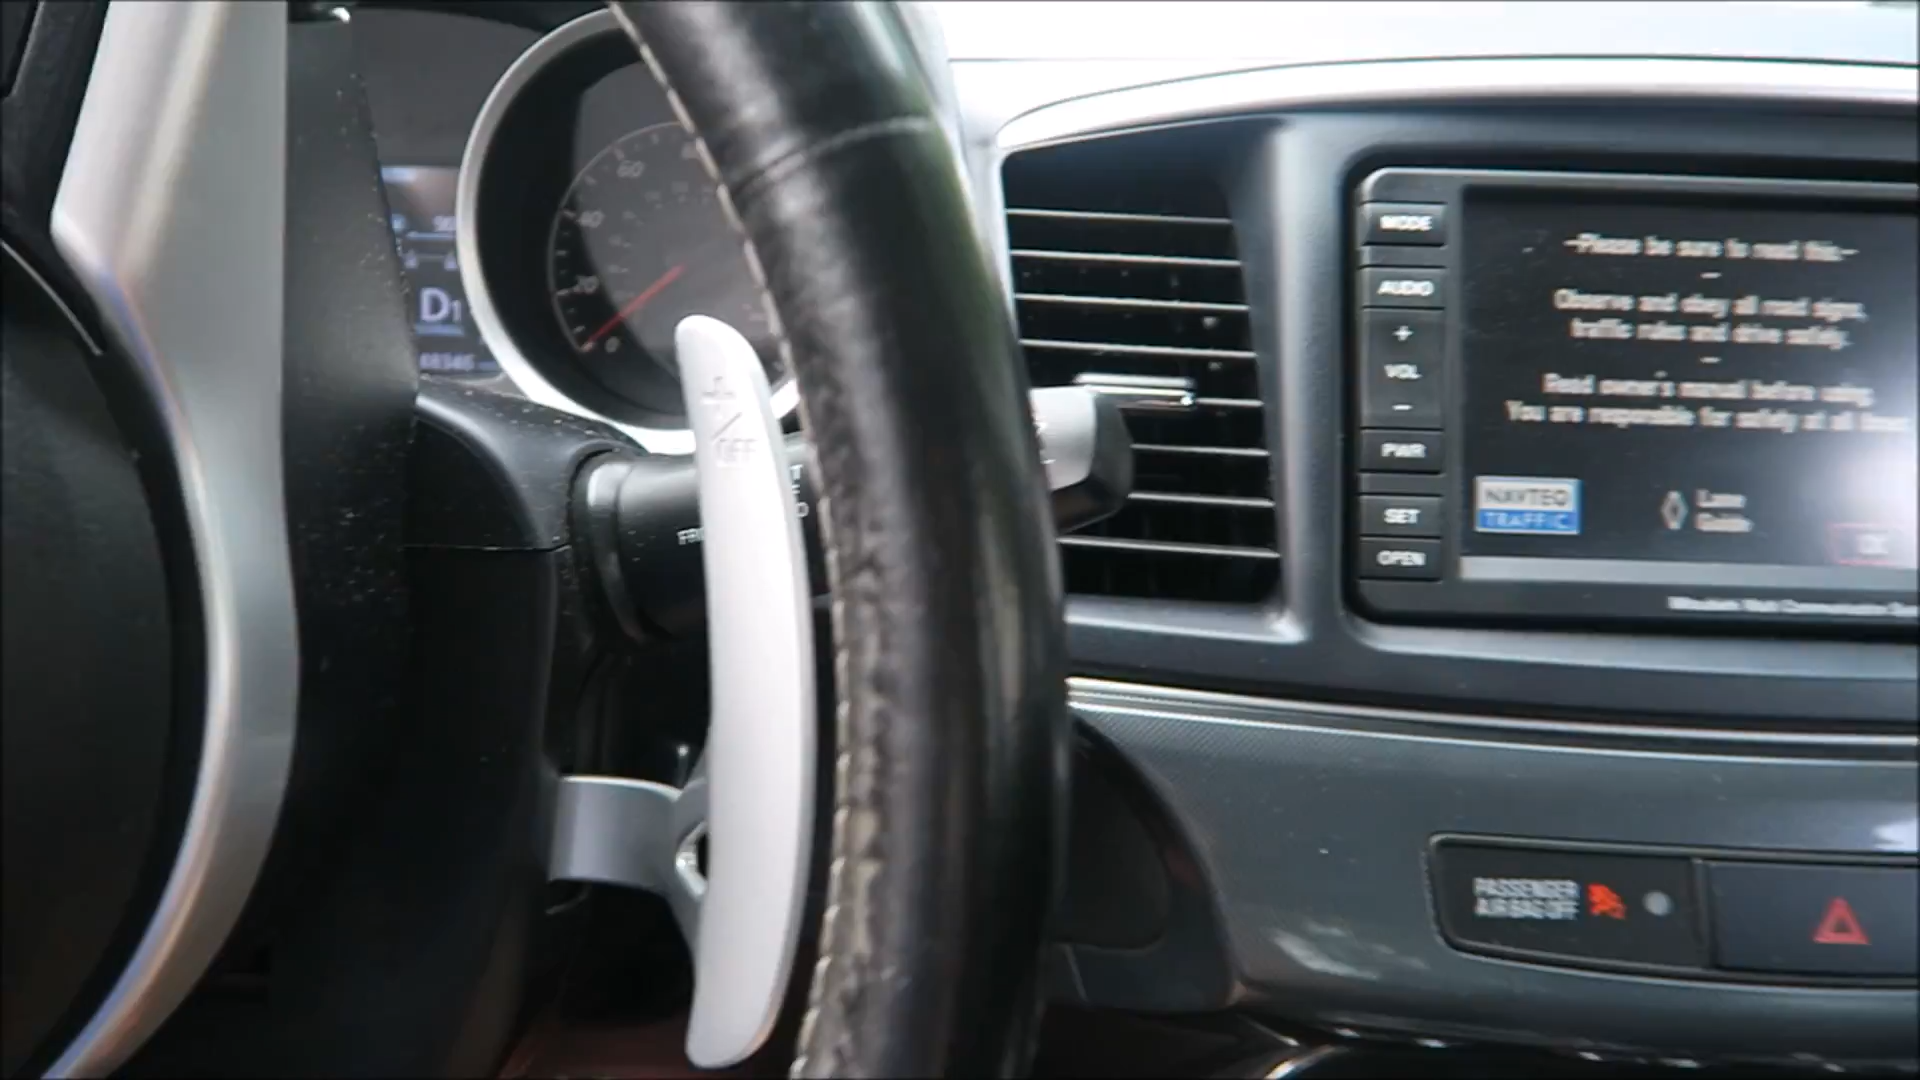 60
40
20
0
D1
+
OFF
MODE
AUDIO
+
VOL
-
PWR
SET
OPEN
-Please be sure to read this-
Observe and obey all road signs,
traffic rules and drive safely.
Read owner's manual before using.
You are responsible for safety at all times
NAVTEQ
TRAFFIC
Lane
Guide
OK
PASSENGER
AIR BAG OFF